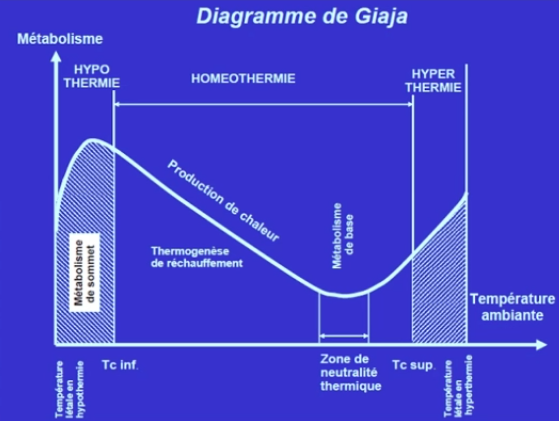 Diagramme de Giaja
Métabolisme
HYPO
THERMIE
HOMEOTHERMIE
HYPER
THERMIE
Production de chaleur
Thermogenèse
de réchauffement
Métabolisme
de base
Métabolisme
de sommet
Température
ambiante
Tc inf.
Zone de
neutralité
thermique
Tc sup.
Température
létale en
hypothermie
Température
létale en
hyperthermie